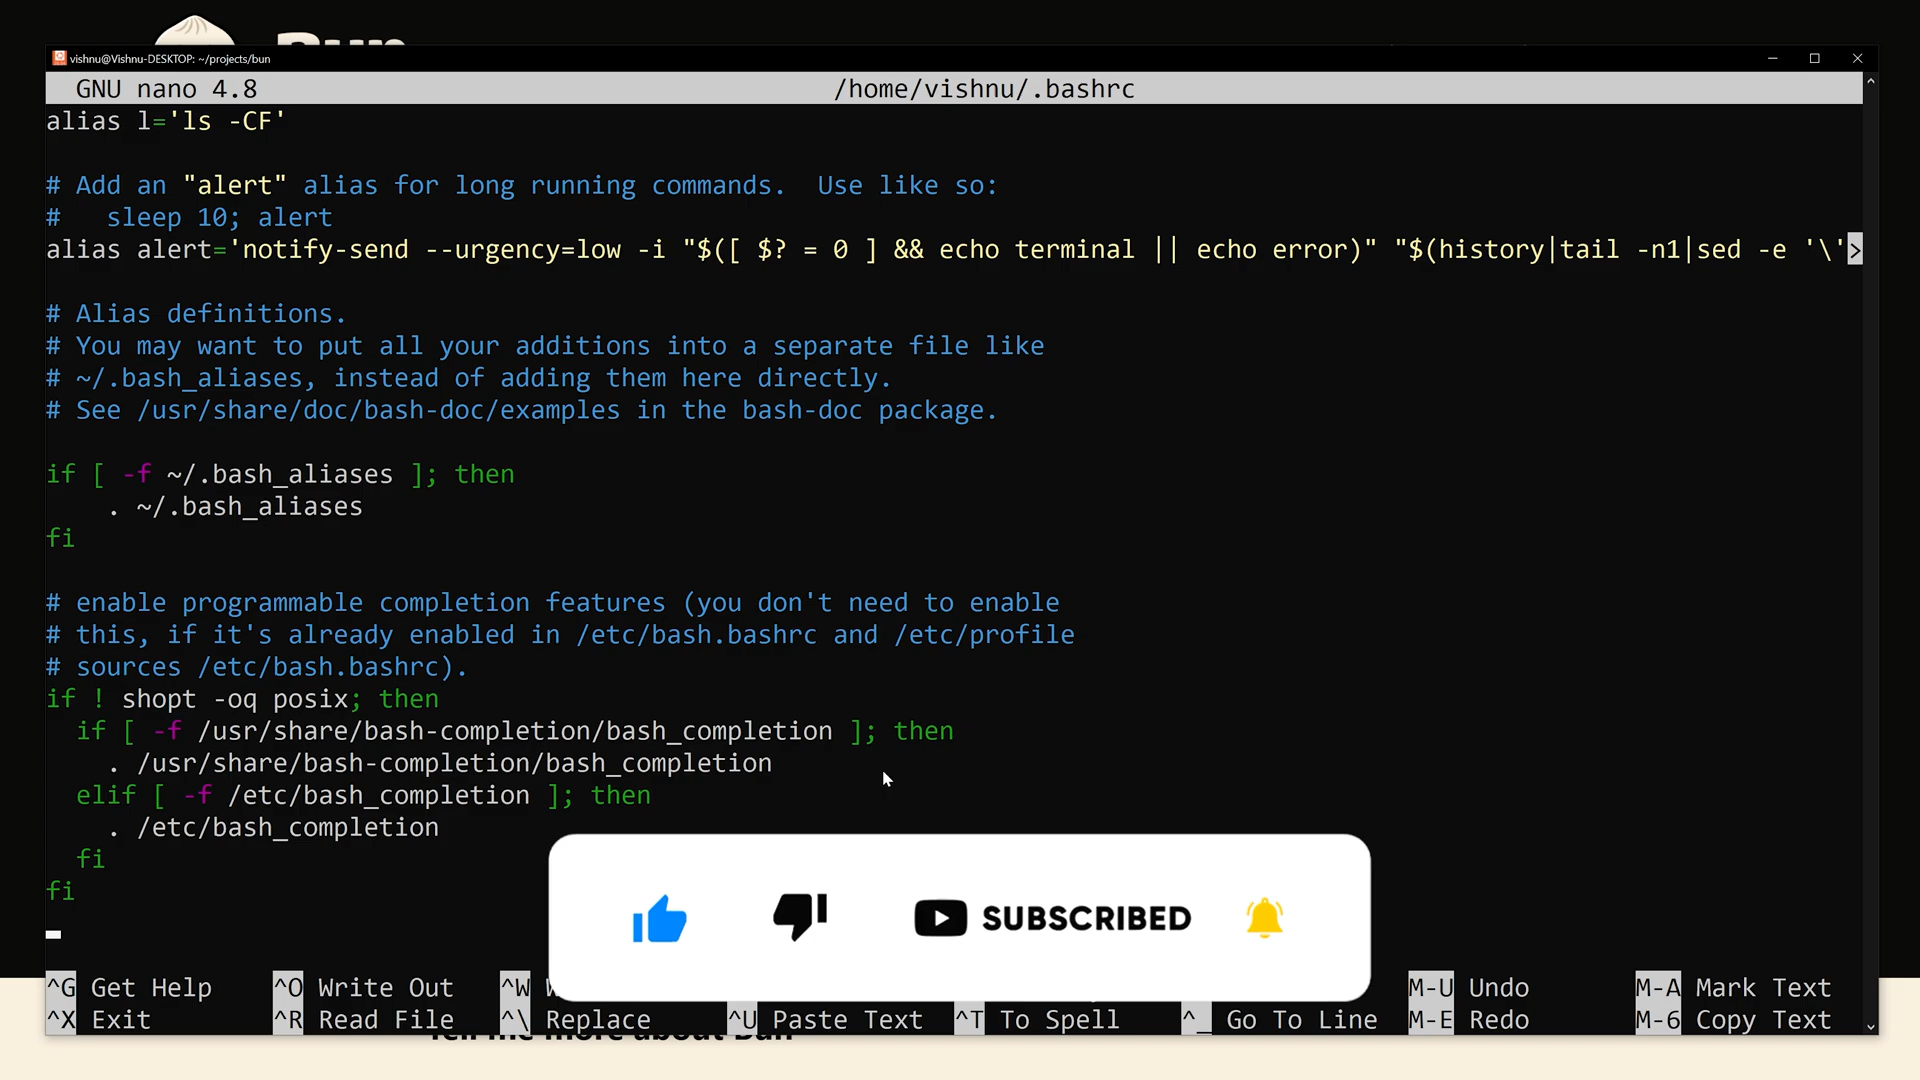 Bun
vishnu@Vishnu-DESKTOP: ~/projects/bun
GNU nano 4.8 /home/vishnu/.bashrc
alias l='ls -CF'
# Add an "alert" alias for long running commands.  Use like so:
#   sleep 10; alert
alias alert='notify-send --urgency=low -i "$([ $? = 0 ] && echo terminal || echo error)" "$(history|tail -n1|sed -e '\'>
# Alias definitions.
# You may want to put all your additions into a separate file like
# ~/.bash_aliases, instead of adding them here directly.
# See /usr/share/doc/bash-doc/examples in the bash-doc package.
if [ -f ~/.bash_aliases ]; then
    . ~/.bash_aliases
fi
# enable programmable completion features (you don't need to enable
# this, if it's already enabled in /etc/bash.bashrc and /etc/profile
# sources /etc/bash.bashrc).
if ! shopt -oq posix; then
  if [ -f /usr/share/bash-completion/bash_completion ]; then
    . /usr/share/bash-completion/bash_completion
  elif [ -f /etc/bash_completion ]; then
    . /etc/bash_completion
  fi
fi
SUBSCRIBED
^G Get Help ^O Write Out ^W M-U Undo M-A Mark Text
^X Exit ^R Read File ^\ Replace ^U Paste Text ^T To Spell ^_ Go To Line M-E Redo M-6 Copy Text
Tell me more about Bun